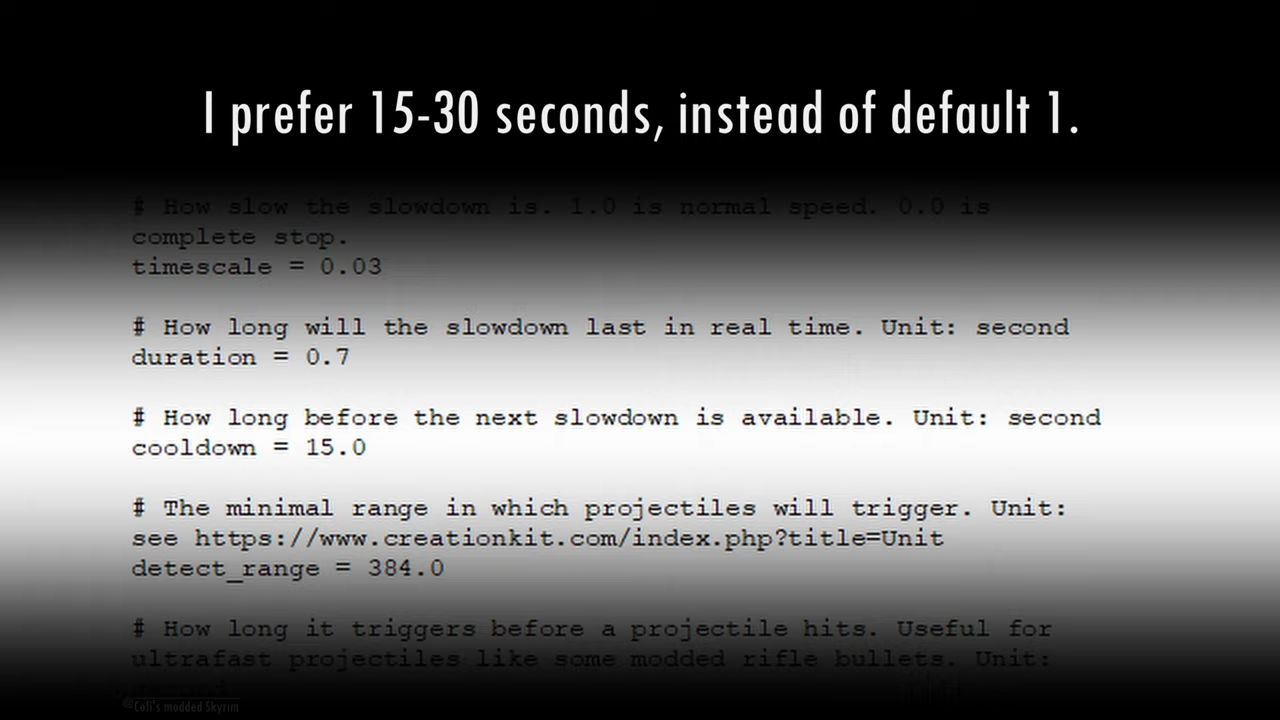 I prefer 15-30 seconds, instead of default 1.
# How slow the slowdown is. 1.0 is normal speed. 0.0 is
complete stop.
timescale = 0.03
# How long will the slowdown last in real time. Unit: second
duration = 0.7
# How long before the next slowdown is available. Unit: second
cooldown = 15.0
# The minimal range in which projectiles will trigger. Unit:
see https://www.creationkit.com/index.php?title=Unit
detect_range = 384.0
# How long it triggers before a projectile hits. Useful for
ultrafast projectiles like some modded rifle bullets. Unit:
@Cofi's modded Skyrim